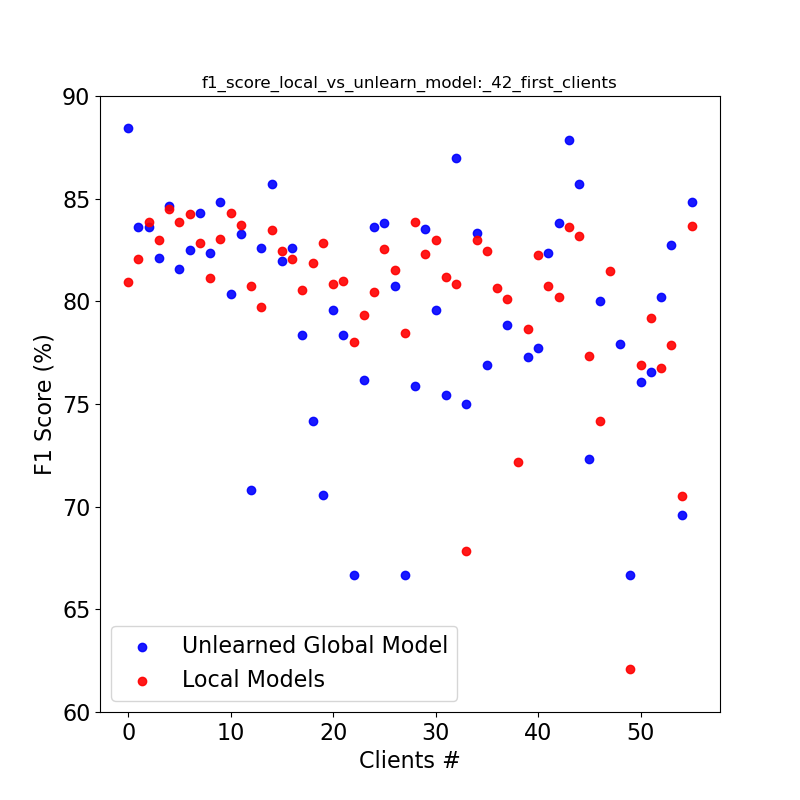 f1_score_local_vs_unlearn_model:_42_first_clients
90
85
80
75
70
65
60
F1 Score (%)
Unlearned Global Model
Local Models
0 10 20 30 40 50
Clients #